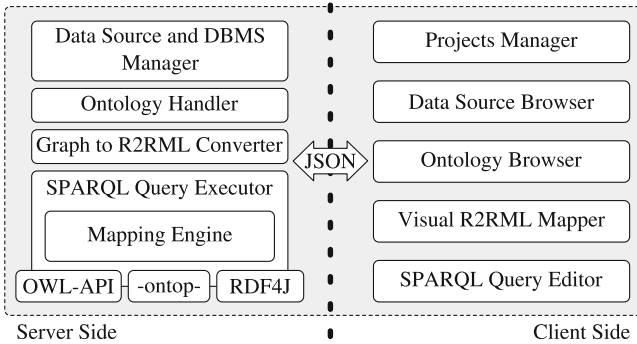 Data Source and DBMS
Manager
Ontology Handler
Graph to R2RML Converter
SPARQL Query Executor
Mapping Engine
OWL-API
-ontop-
RDF4J
Server Side
JSON
Projects Manager
Data Source Browser
Ontology Browser
Visual R2RML Mapper
SPARQL Query Editor
Client Side